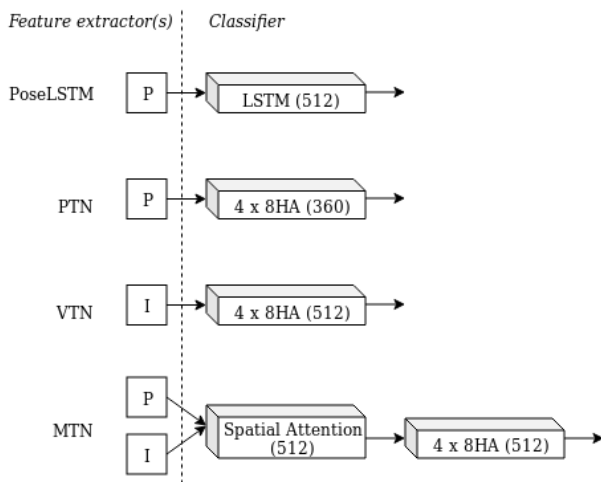 Feature extractor(s) Classifier
PoseLSTM P LSTM (512)
PTN P 4 x 8HA (360)
VTN I 4 x 8HA (512)
P
MTN
I
Spatial Attention
(512)
4 x 8HA (512)